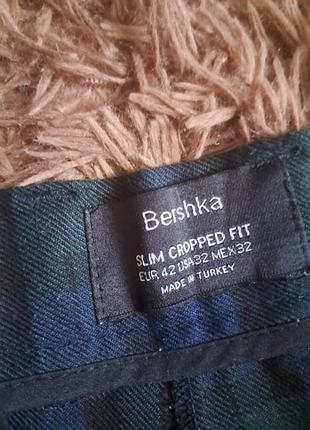 Bershka
SLIM CROPPED FIT
EUR 42 USA 32 MEX 32
MADE IN TURKEY